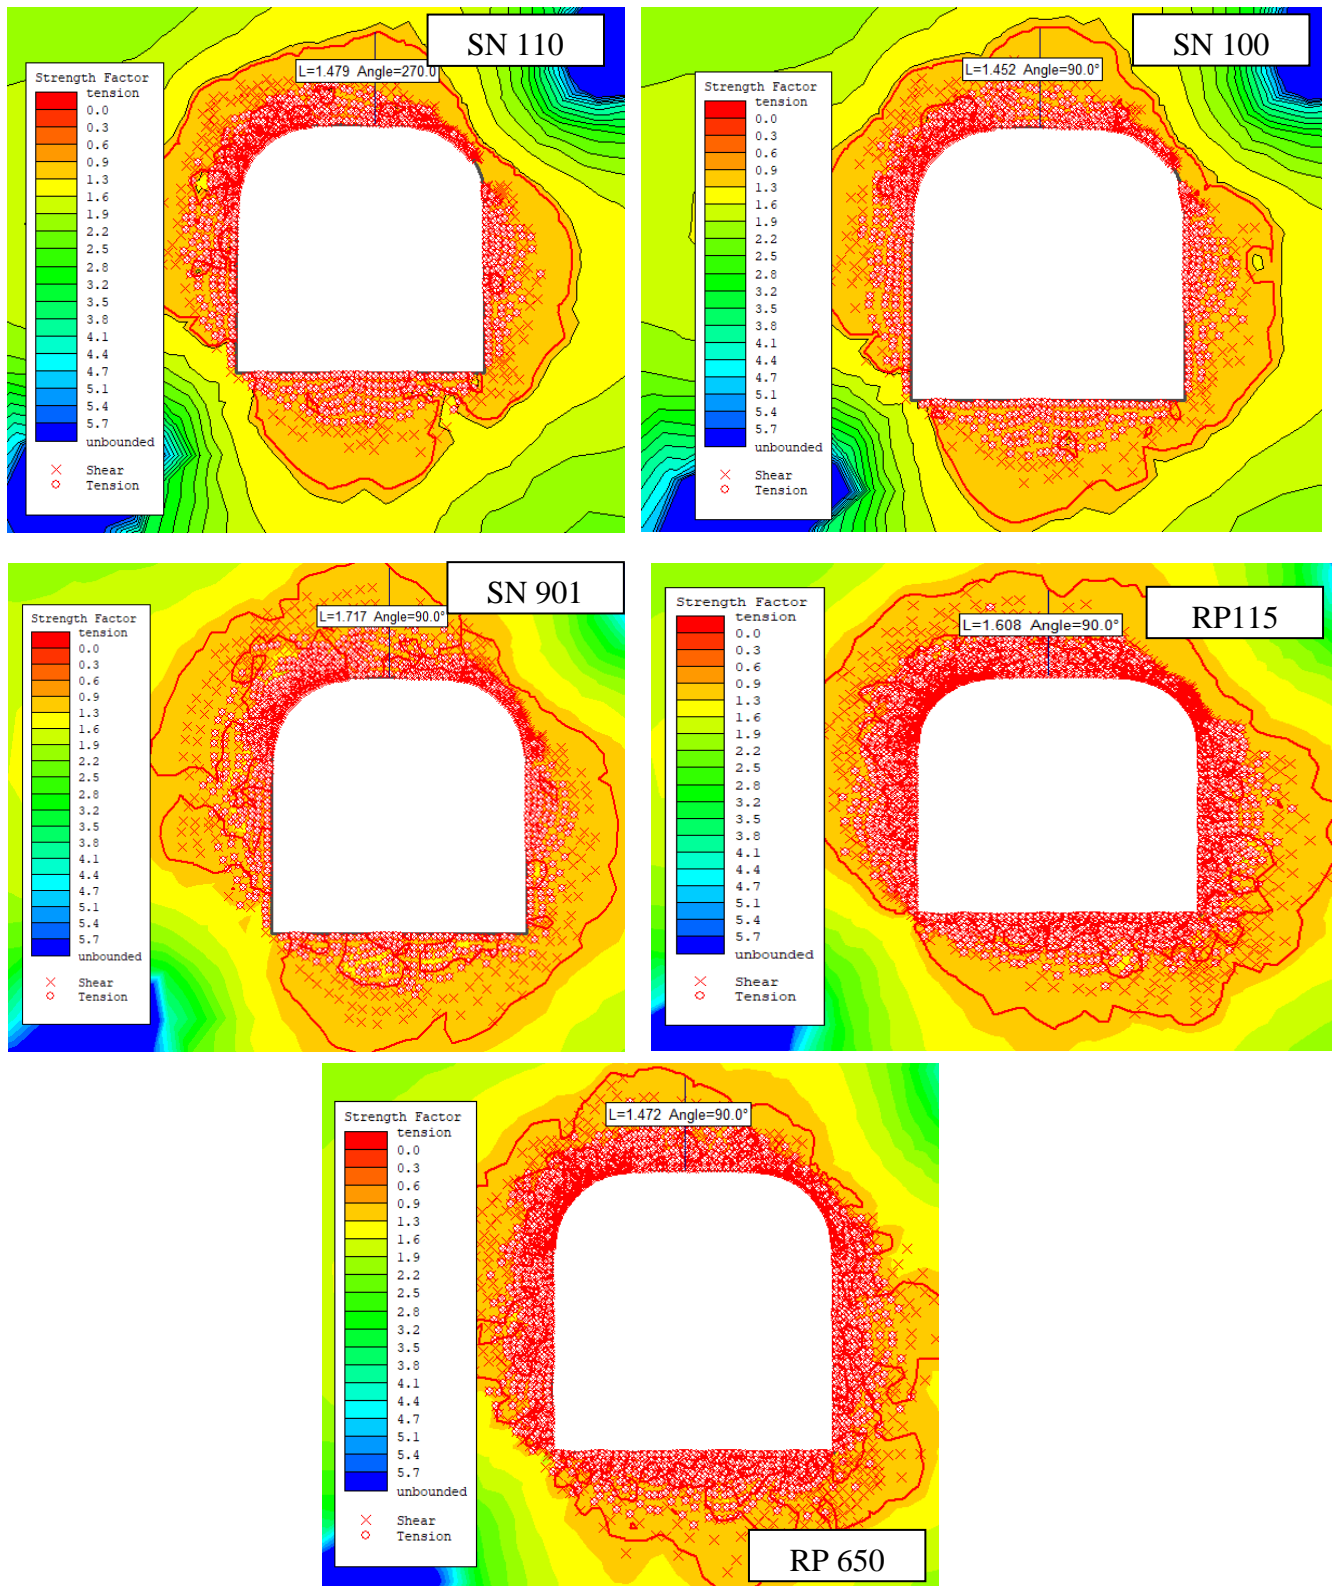 SN 110
L=1.479 Angle=270.0
Strength Factor
tension
0.0
0.3
0.6
0.9
1.3
1.6
1.9
2.2
2.5
2.8
3.2
3.5
3.8
4.1
4.4
4.7
5.1
5.4
5.7
unbounded
Shear
Tension
SN 100
L=1.452 Angle=90.0°
Strength Factor
tension
0.0
0.3
0.6
0.9
1.3
1.6
1.9
2.2
2.5
2.8
3.2
3.5
3.8
4.1
4.4
4.7
5.1
5.4
5.7
unbounded
Shear
Tension
SN 901
L=1.717 Angle=90.0°
Strength Factor
tension
0.0
0.3
0.6
0.9
1.3
1.6
1.9
2.2
2.5
2.8
3.2
3.5
3.8
4.1
4.4
4.7
5.1
5.4
5.7
unbounded
Shear
Tension
RP115
L=1.608 Angle=90.0°
Strength Factor
tension
0.0
0.3
0.6
0.9
1.3
1.6
1.9
2.2
2.5
2.8
3.2
3.5
3.8
4.1
4.4
4.7
5.1
5.4
5.7
unbounded
Shear
Tension
L=1.472 Angle=90.0°
Strength Factor
tension
0.0
0.3
0.6
0.9
1.3
1.6
1.9
2.2
2.5
2.8
3.2
3.5
3.8
4.1
4.4
4.7
5.1
5.4
5.7
unbounded
Shear
Tension
RP 650